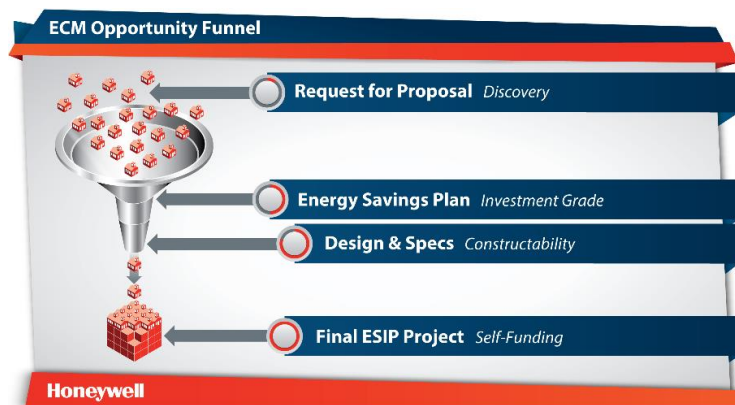 ECM Opportunity Funnel
Request for Proposal Discovery
Energy Savings Plan Investment Grade
Design & Specs Constructability
Final ESIP Project Self-Funding
Honeywell